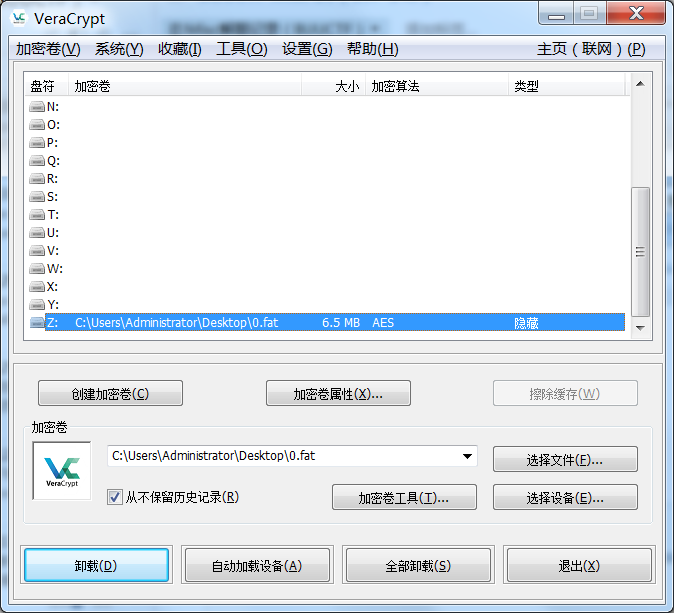 VeraCrypt
加密卷(V) 系统(Y) 收藏(I) 工具(O) 设置(G) 帮助(H) 主页(联网)(P)
盘符 加密卷 大小 加密算法 类型
N:
O:
P:
Q:
R:
S:
T:
U:
V:
W:
X:
Y:
Z: C:\Users\Administrator\Desktop\0.fat 6.5 MB AES 隐藏
创建加密卷(C) 加密卷属性(X)... 擦除缓存(W)
加密卷
VeraCrypt
C:\Users\Administrator\Desktop\0.fat 选择文件(F)...
从不保留历史记录(R) 加密卷工具(T)... 选择设备(E)...
卸载(D) 自动加载设备(A) 全部卸载(S) 退出(X)